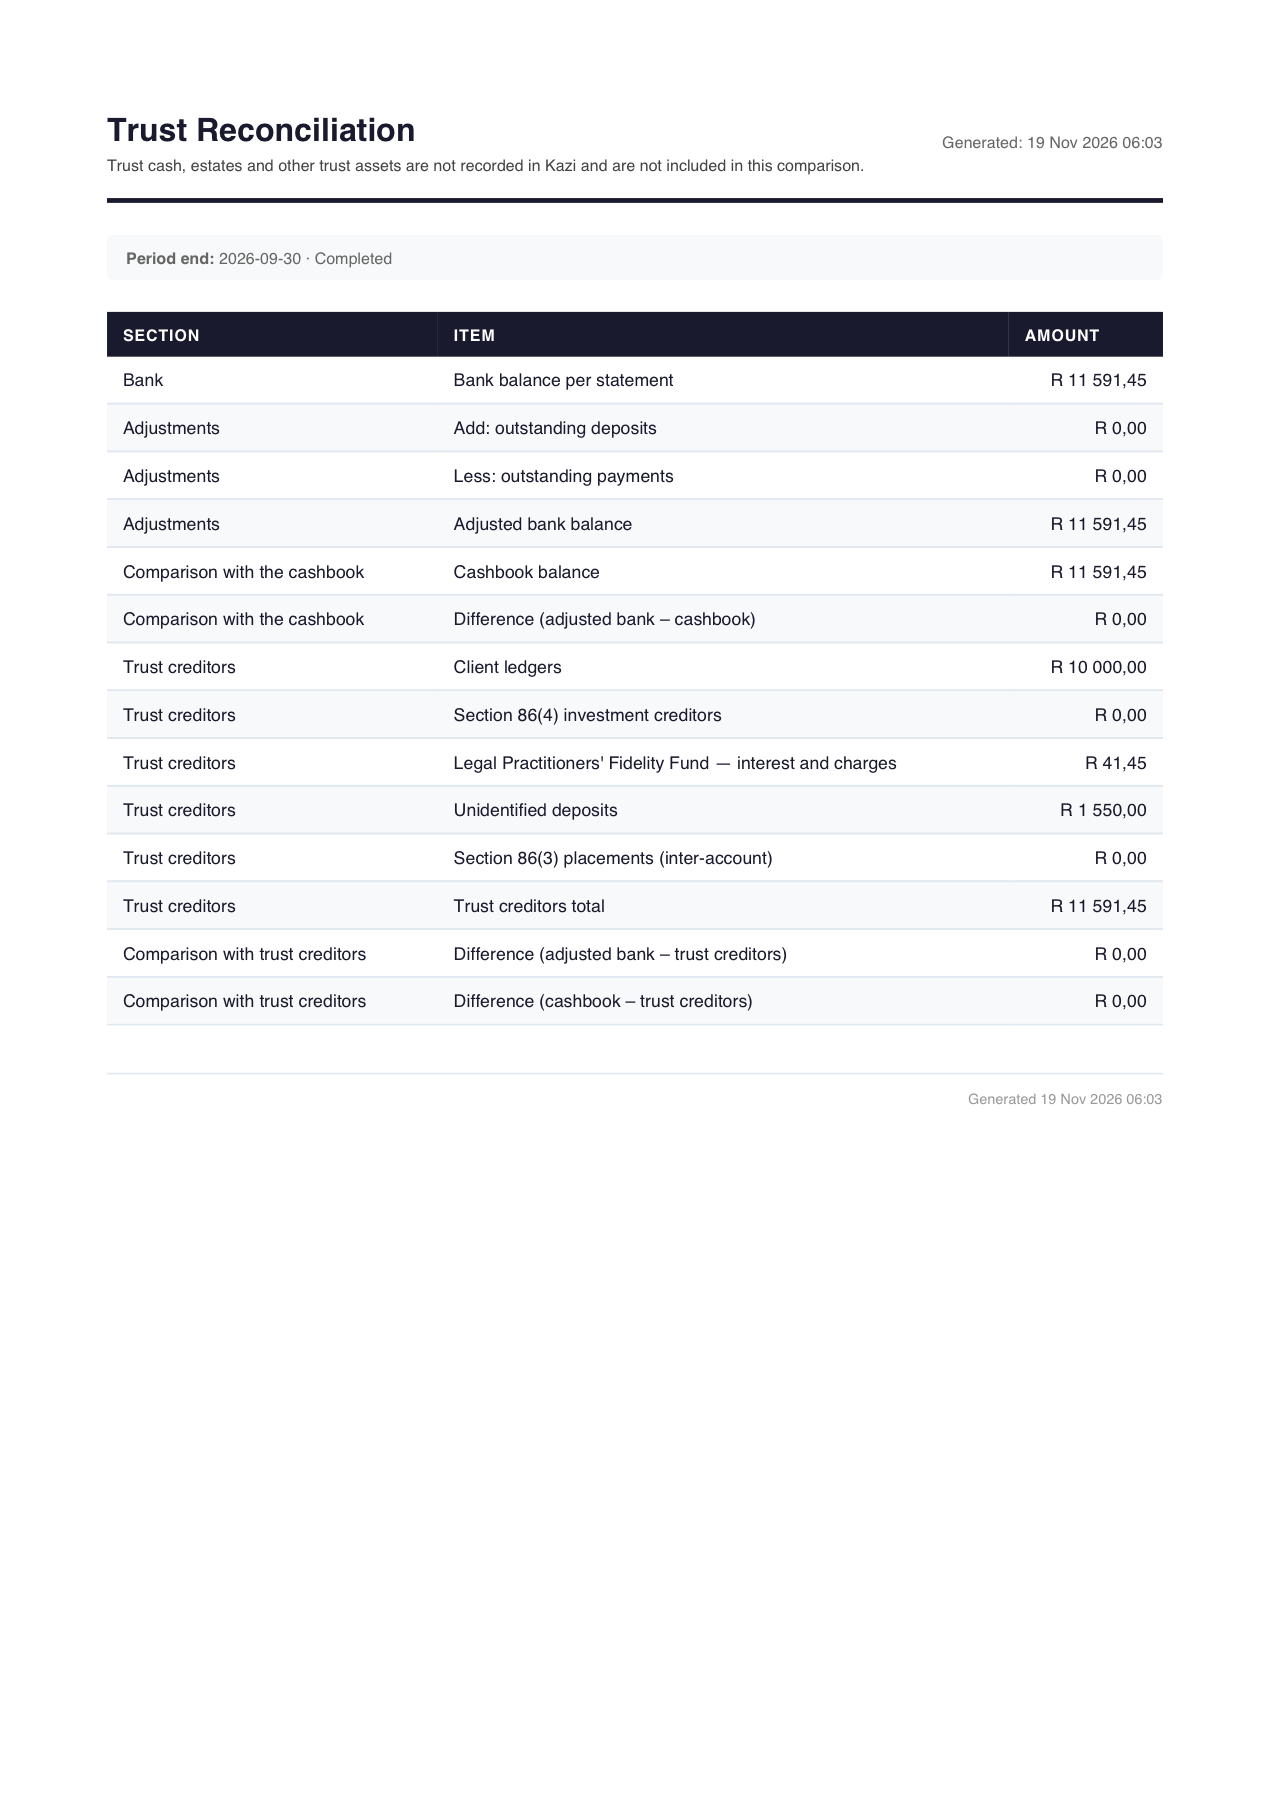 Trust Reconciliation
Generated: 19 Nov 2026 06:03
Trust cash, estates and other trust assets are not recorded in Kazi and are not included in this comparison.
Period end: 2026-09-30 · Completed
SECTION ITEM AMOUNT
Bank Bank balance per statement R 11 591,45
Adjustments Add: outstanding deposits R 0,00
Adjustments Less: outstanding payments R 0,00
Adjustments Adjusted bank balance R 11 591,45
Comparison with the cashbook Cashbook balance R 11 591,45
Comparison with the cashbook Difference (adjusted bank – cashbook) R 0,00
Trust creditors Client ledgers R 10 000,00
Trust creditors Section 86(4) investment creditors R 0,00
Trust creditors Legal Practitioners' Fidelity Fund — interest and charges R 41,45
Trust creditors Unidentified deposits R 1 550,00
Trust creditors Section 86(3) placements (inter-account) R 0,00
Trust creditors Trust creditors total R 11 591,45
Comparison with trust creditors Difference (adjusted bank – trust creditors) R 0,00
Comparison with trust creditors Difference (cashbook – trust creditors) R 0,00
Generated 19 Nov 2026 06:03